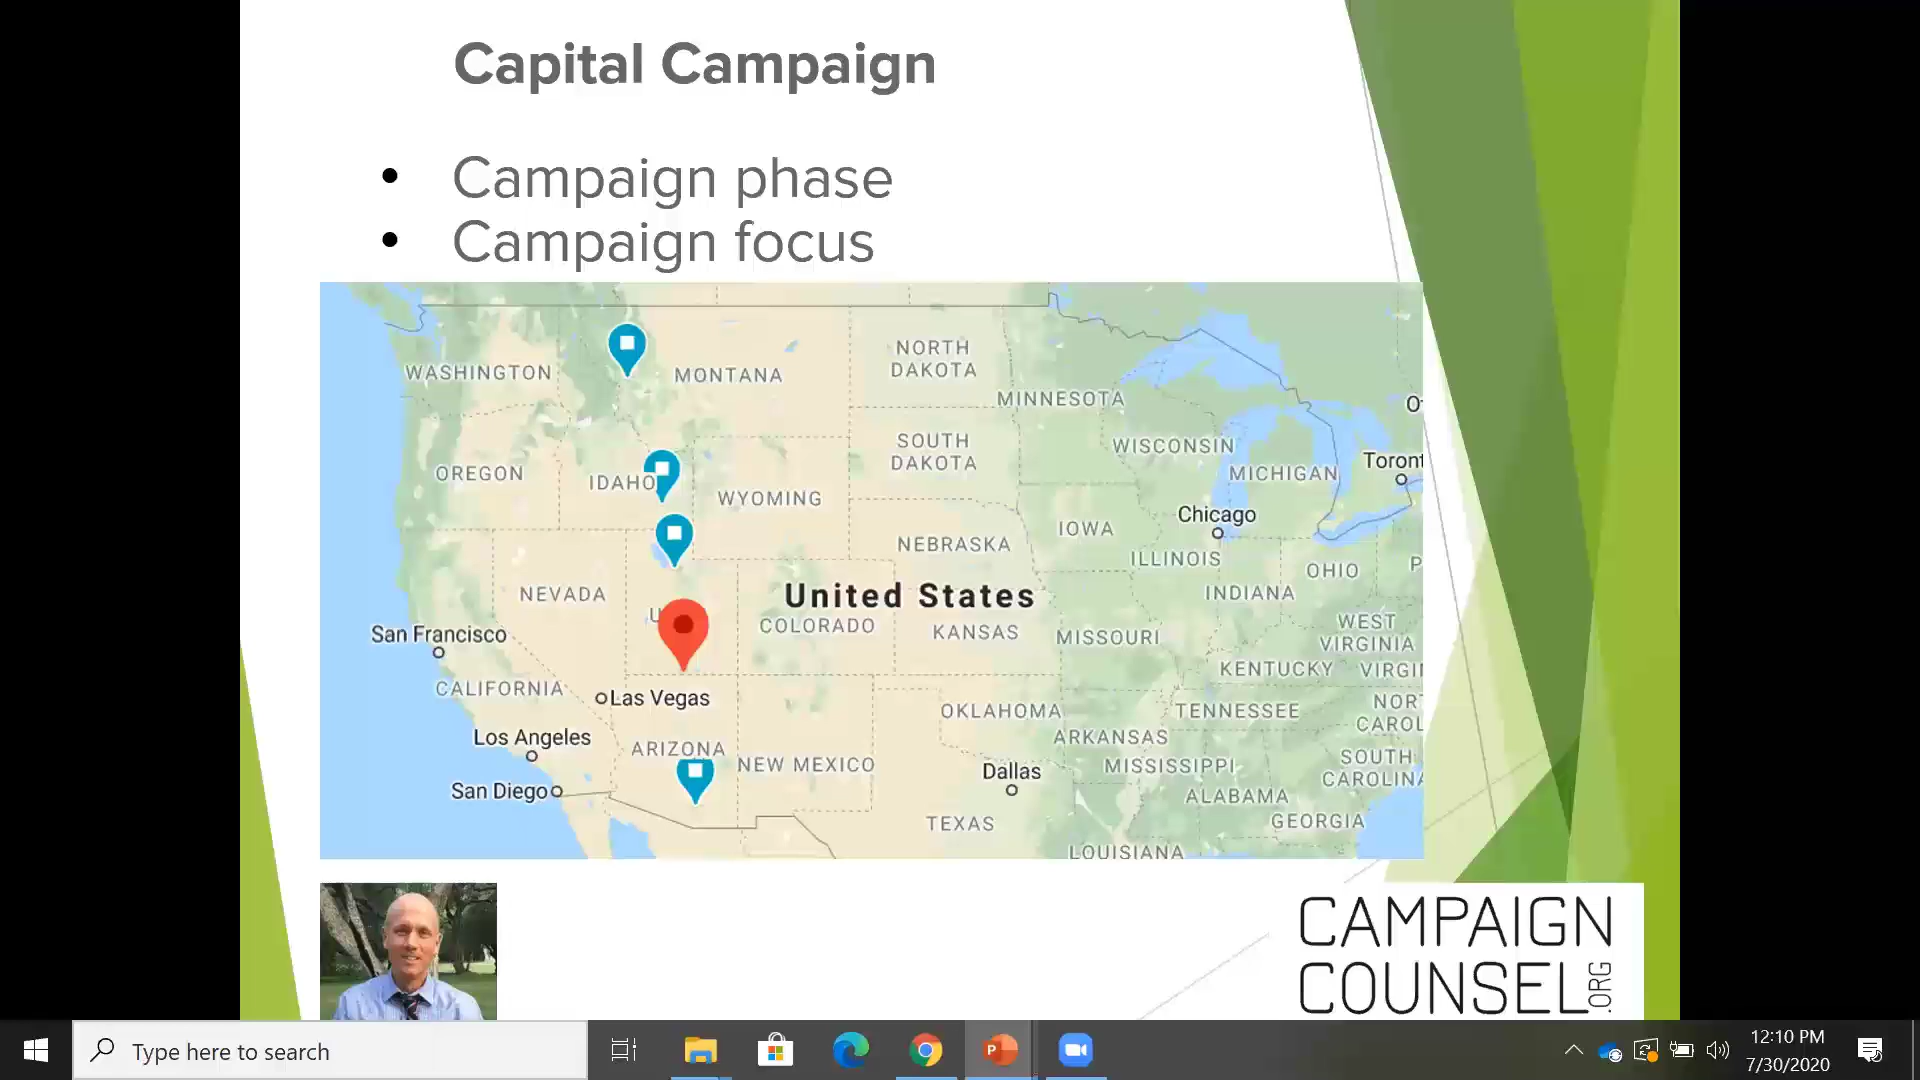 Capital Campaign
• Campaign phase
• Campaign focus
WASHINGTON
MONTANA
NORTH
DAKOTA
MINNESOTA
OREGON
IDAHO
WYOMING
SOUTH
DAKOTA
WISCONSIN
MICHIGAN
Toront
Chicago
IOWA
NEBRASKA
ILLINOIS
INDIANA
OHIO
P
NEVADA
U
United States
COLORADO
KANSAS
MISSOURI
WEST
VIRGINIA
KENTUCKY
VIRGI
San Francisco
CALIFORNIA
Las Vegas
OKLAHOMA
TENNESSEE
NORT
CAROL
Los Angeles
ARIZONA
NEW MEXICO
ARKANSAS
SOUTH
CAROLINA
San Diego
Dallas
MISSISSIPPI
ALABAMA
TEXAS
GEORGIA
LOUISIANA
CAMPAIGN
COUNSEL.ORG
Type here to search
12:10 PM
7/30/2020